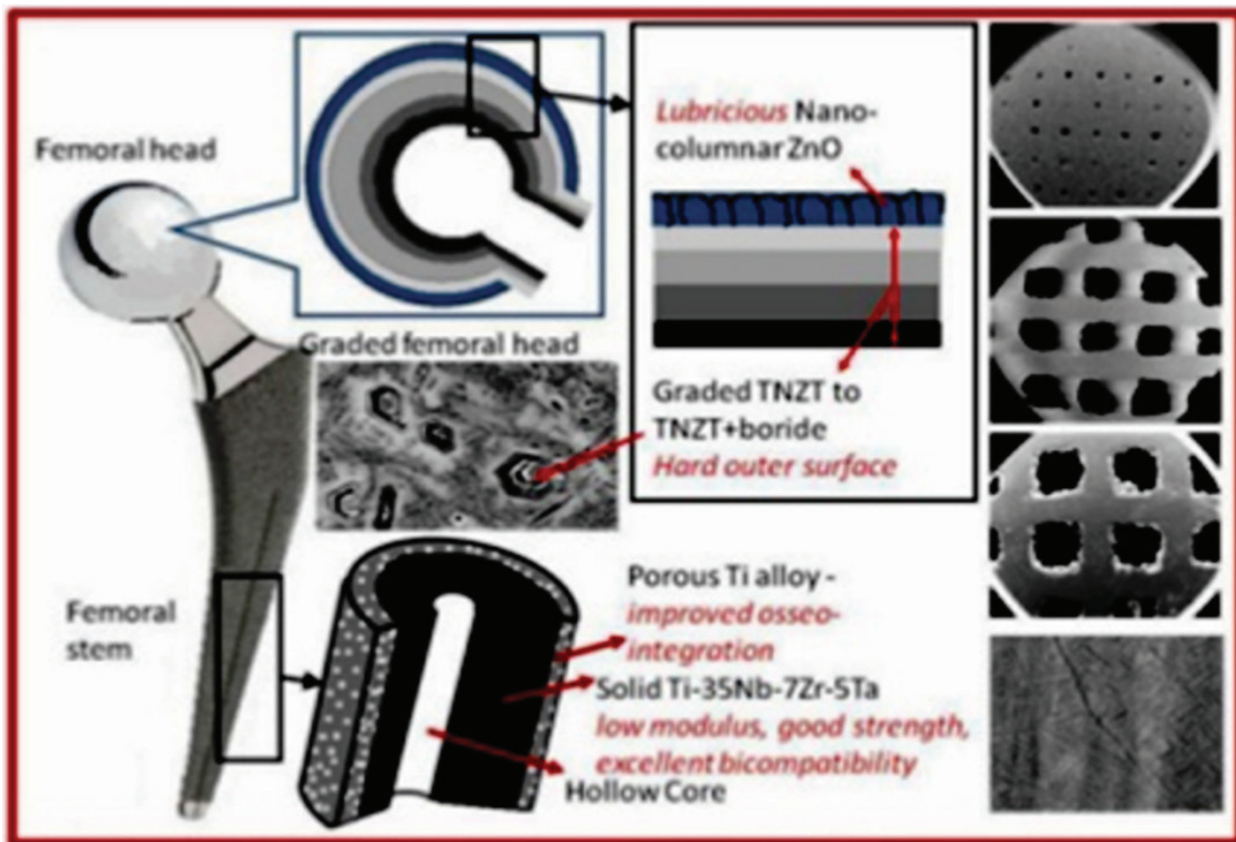 Femoral head
Lubricious Nano-
columnar ZnO
Graded femoral head
Graded TNZT to
TNZT+boride
Hard outer surface
Femoral
stem
Porous Ti alloy -
improved osseo-
integration
Solid Ti-35Nb-7Zr-5Ta
low modulus, good strength,
excellent bicompatibility
Hollow Core